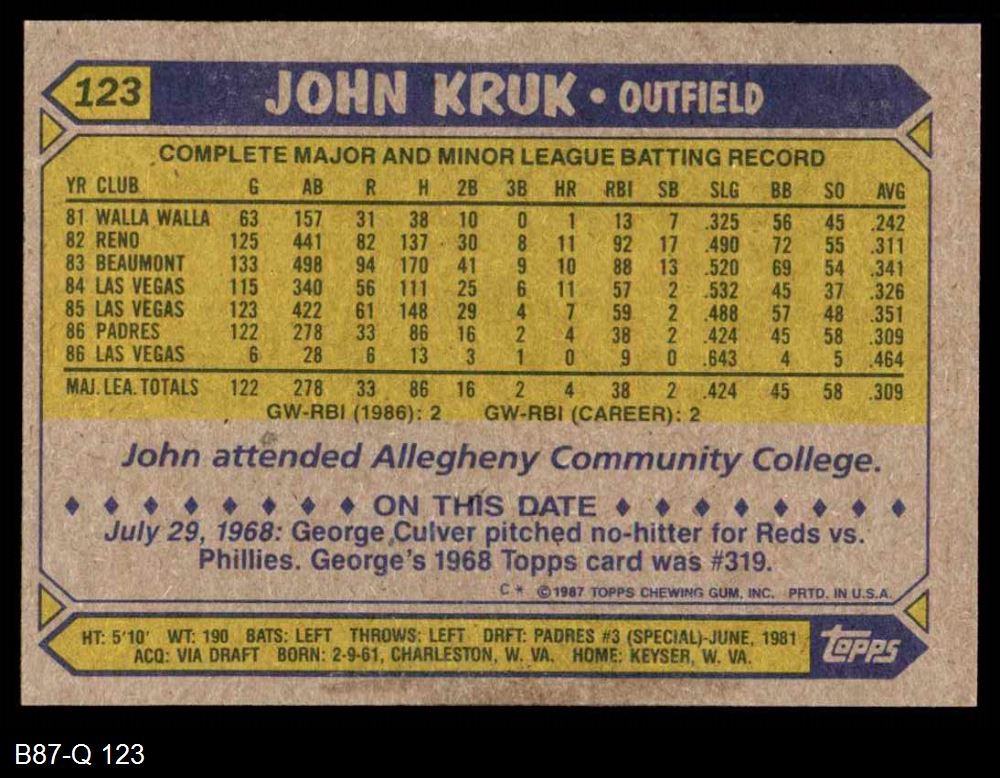 123 JOHN KRUK • OUTFIELD
COMPLETE MAJOR AND MINOR LEAGUE BATTING RECORD
YR CLUB G AB R H 2B 3B HR RBI SB SLG BB SO AVG
81 WALLA WALLA 63 157 31 38 10 0 1 13 7 .325 56 45 .242
82 RENO 125 441 82 137 30 8 11 92 17 .490 72 55 .311
83 BEAUMONT 133 498 94 170 41 9 10 88 13 .520 69 54 .341
84 LAS VEGAS 115 340 56 111 25 6 11 57 2 .532 45 37 .326
85 LAS VEGAS 123 422 61 148 29 4 7 59 2 .488 57 48 .351
86 PADRES 122 278 33 86 16 2 4 38 2 .424 45 58 .309
86 LAS VEGAS 6 28 6 13 3 1 0 9 0 .643 4 5 .464
MAJ. LEA. TOTALS 122 278 33 86 16 2 4 38 2 .424 45 58 .309
GW-RBI (1986): 2 GW-RBI (CAREER): 2
John attended Allegheny Community College.
ON THIS DATE
July 29, 1968: George Culver pitched no-hitter for Reds vs.
Phillies. George's 1968 Topps card was #319.
C* ©1987 TOPPS CHEWING GUM, INC. PRTD. IN U.S.A.
HT: 5'10" WT: 190 BATS: LEFT THROWS: LEFT DRFT: PADRES #3 (SPECIAL)-JUNE, 1981
ACQ: VIA DRAFT BORN: 2-9-61, CHARLESTON, W. VA. HOME: KEYSER, W. VA.
topps
B87-Q 123